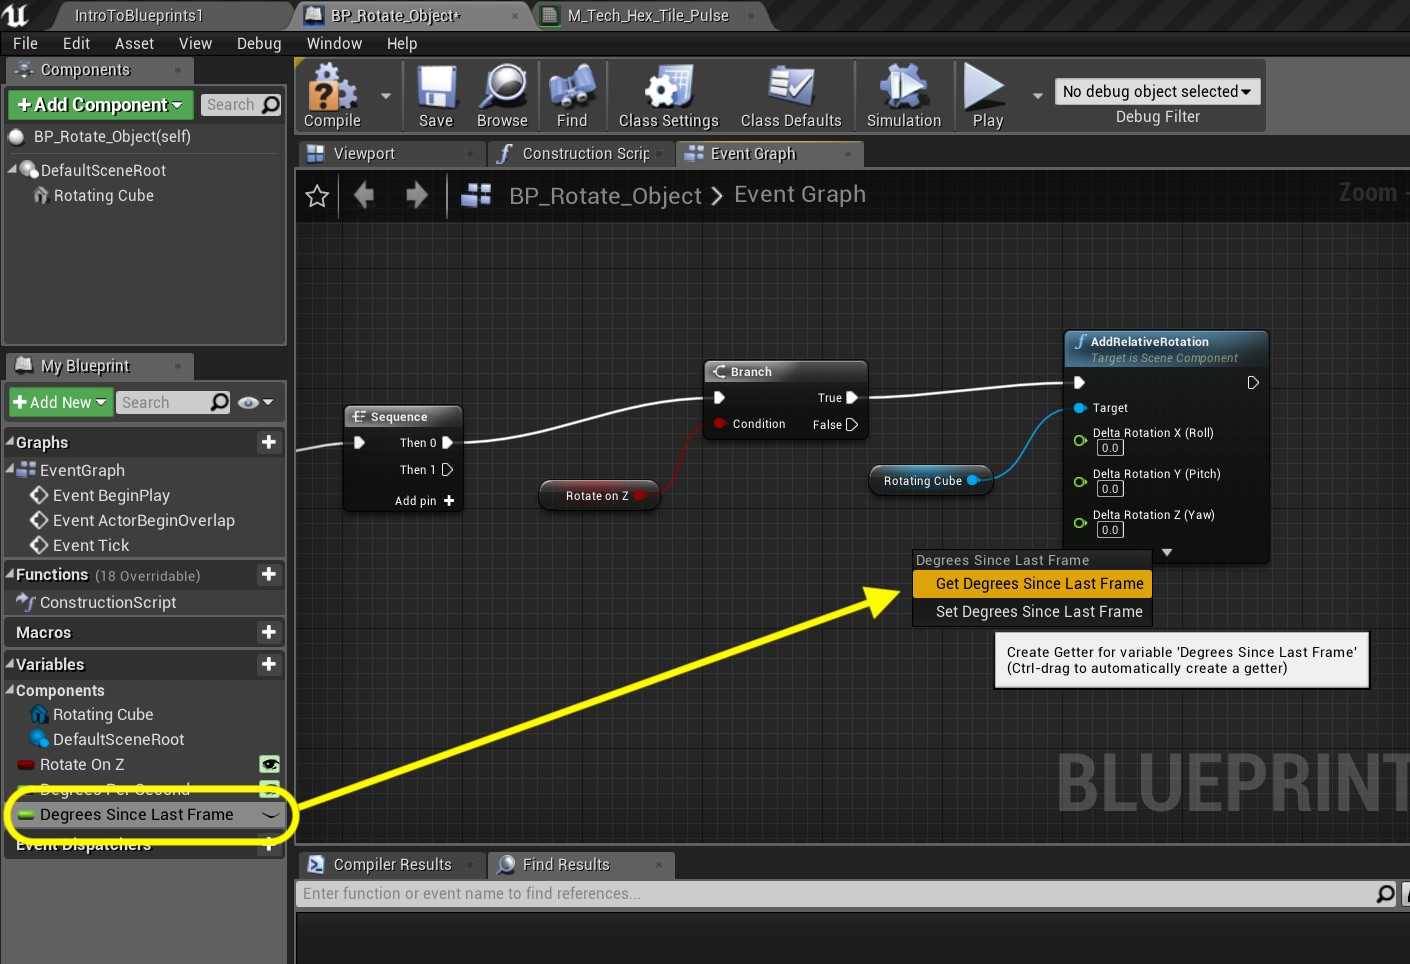 IntroToBlueprints1
BP_Rotate_Object*
M_Tech_Hex_Tile_Pulse
File Edit Asset View Debug Window Help
Components
+Add Component
Search
BP_Rotate_Object(self)
DefaultSceneRoot
Rotating Cube
My Blueprint
+Add New
Search
Graphs
EventGraph
Event BeginPlay
Event ActorBeginOverlap
Event Tick
Functions (18 Overridable)
ConstructionScript
Macros
Variables
Components
Rotating Cube
DefaultSceneRoot
Rotate On Z
Degrees Per Second
Degrees Since Last Frame
Event Dispatchers
Compile
Save
Browse
Find
Class Settings
Class Defaults
Simulation
Play
No debug object selected
Debug Filter
Viewport
Construction Scrip
Event Graph
BP_Rotate_Object > Event Graph
Zoom -
Sequence
Then 0
Then 1
Add pin +
Rotate on Z
Branch
True
Condition
False
Rotating Cube
AddRelativeRotation
Target is Scene Component
Target
Delta Rotation X (Roll)
0.0
Delta Rotation Y (Pitch)
0.0
Delta Rotation Z (Yaw)
0.0
Degrees Since Last Frame
Get Degrees Since Last Frame
Set Degrees Since Last Frame
Create Getter for variable 'Degrees Since Last Frame'
(Ctrl-drag to automatically create a getter)
BLUEPRINT
Compiler Results
Find Results
Enter function or event name to find references...